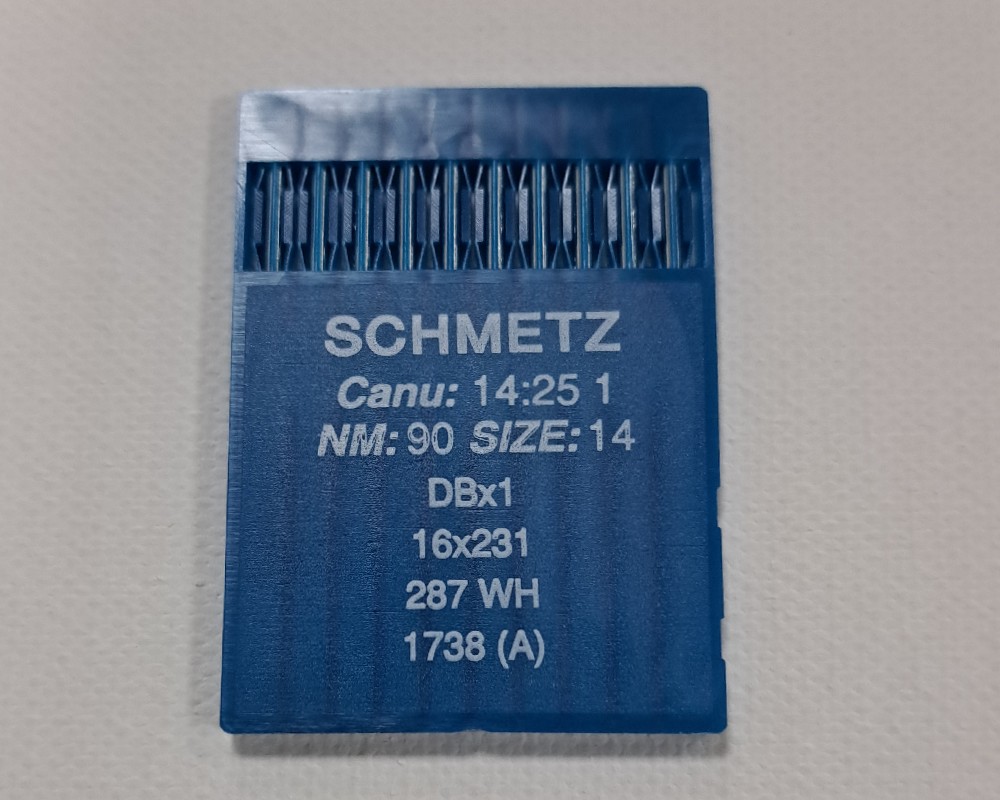 SCHMETZ
Canu: 14:25 1
NM: 90 SIZE: 14
DBx1
16x231
287 WH
1738 (A)